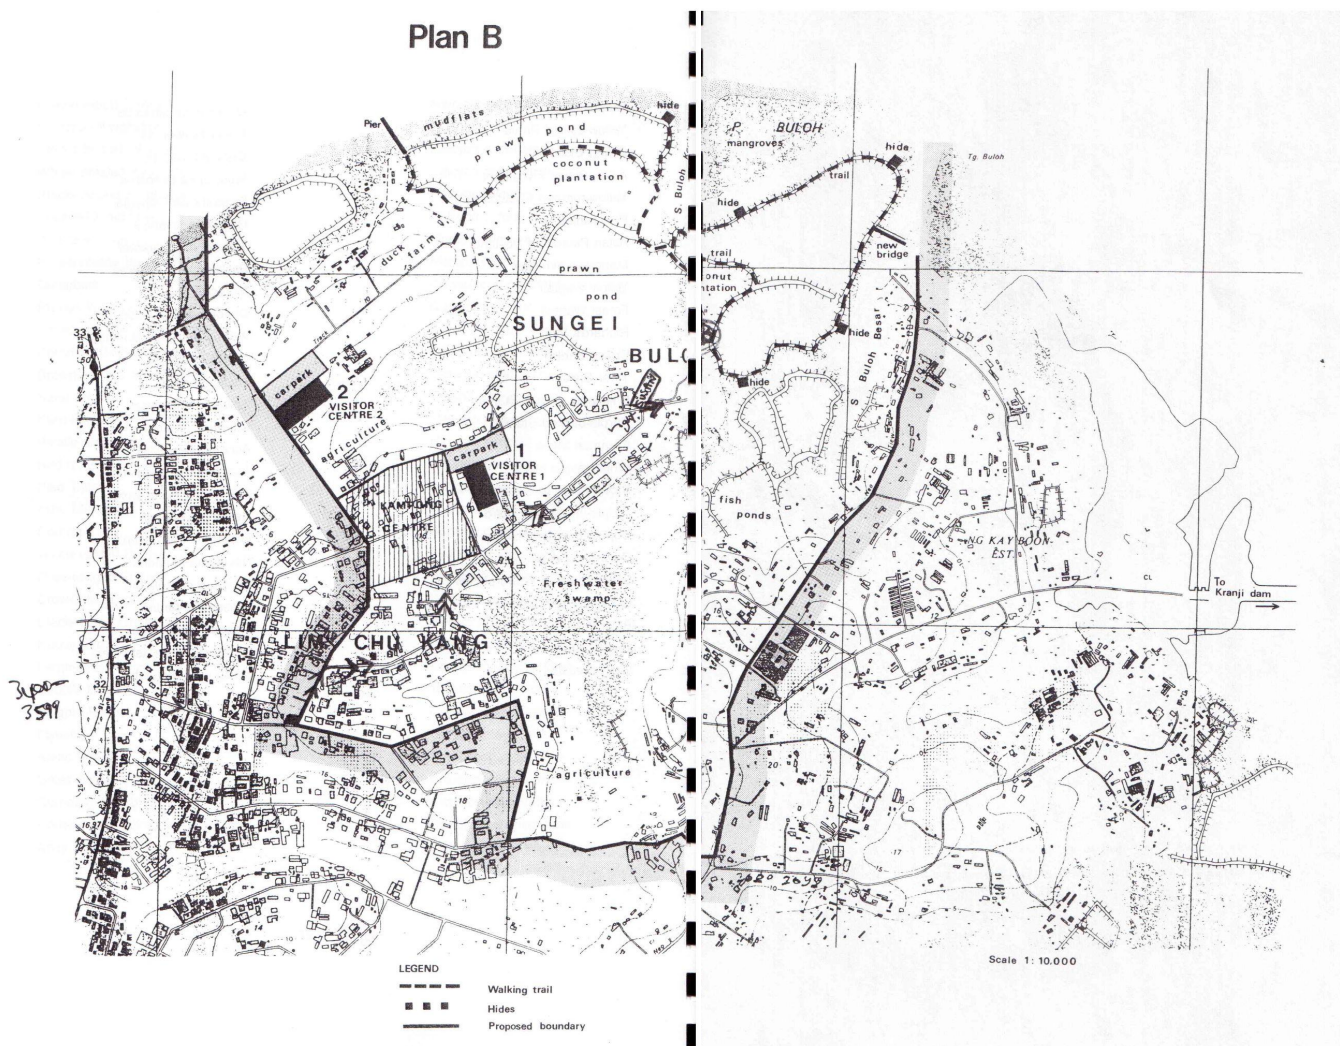 Plan B
hide
mudflats
Pier
prawn pond
coconut
plantation
S. Buloh
P. BULOH
mangroves
hide
Tg. Buloh
trail
hide
duck farm
new
bridge
trail
prawn
pond
SUNGEI
hide
Track
BULO
S Buloh Besar
hide
carpark
2
VISITOR
CENTRE 2
agriculture
carpark
1
VISITOR
CENTRE 1
KAMPONG
CENTRE
fish
ponds
NG KAY BOON
EST.
Freshwater
swamp
To
Kranji dam
LIM CHU KANG
3599
agriculture
Scale 1:10.000
LEGEND
Walking trail
Hides
Proposed boundary